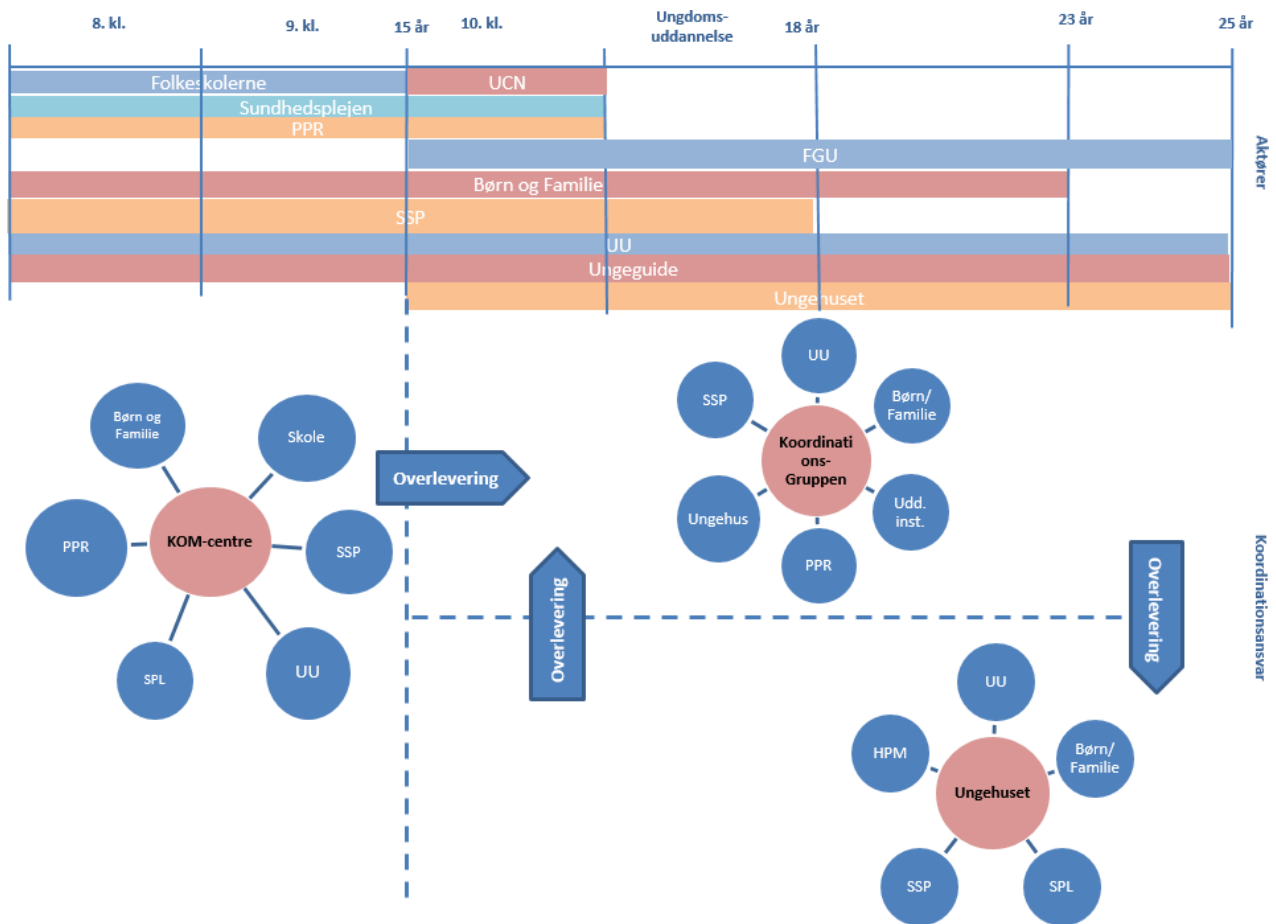 8. kl.
9. kl.
15 år
10. kl.
Ungdoms-
uddannelse
18 år
23 år
25 år
Folkeskolerne
UCN
Sundhedsplejen
PPR
FGU
Børn og Familie
SSP
UU
Ungeguide
Ungehuset
Aktører
Børn og
Familie
Skole
PPR
KOM-centre
SSP
SPL
UU
Overlevering
UU
SSP
Børn/
Familie
Koordinati
ons-
Gruppen
Ungehus
Udd.
inst.
PPR
Overlevering
Overlevering
Koordinationsansvar
UU
HPM
Børn/
Familie
Ungehuset
SSP
SPL